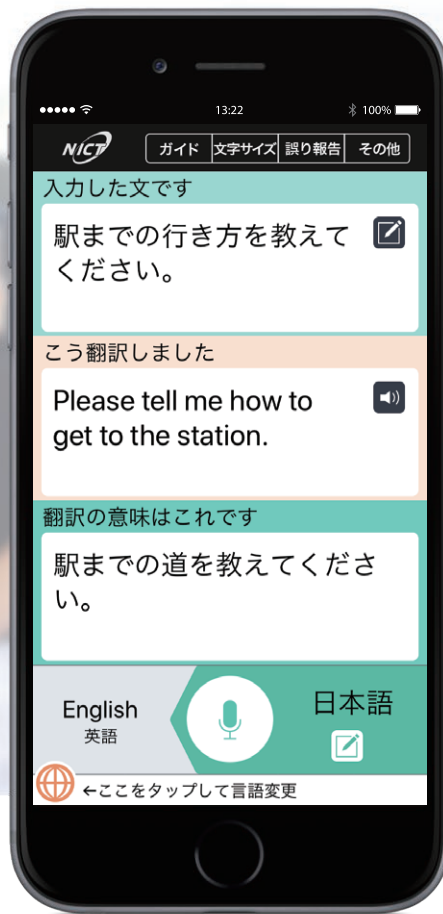 13:22 100%
NICT ガイド 文字サイズ 誤り報告 その他
入力した文です
駅までの行き方を教えて
ください。
こう翻訳しました
Please tell me how to
get to the station.
翻訳の意味はこれです
駅までの道を教えてくださ
い。
English 日本語
英語
←ここをタップして言語変更